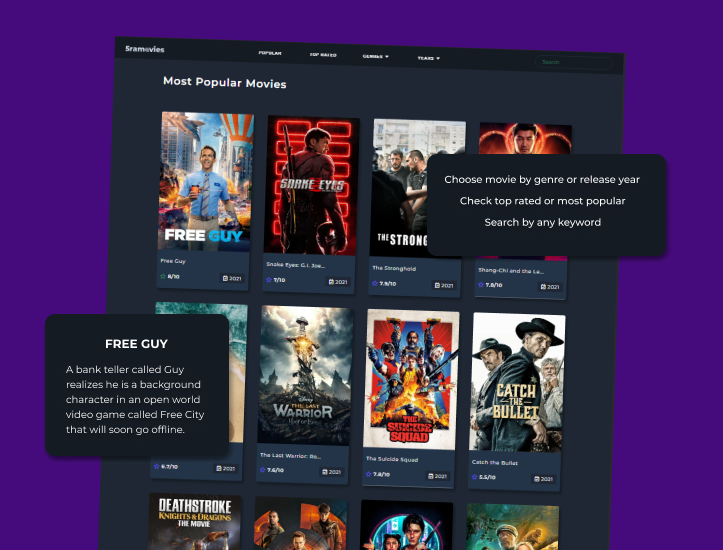 Sramovies
POPULAR
TOP RATED
GENRES
YEARS
Search
Most Popular Movies
FREE GUY
SNAKE EYES
THE STRONG
Choose movie by genre or release year
Check top rated or most popular
Search by any keyword
Free Guy
8/10
2021
Snake Eyes: G.I. Joe...
7/10
2021
The Stronghold
7.9/10
2021
Shang-Chi and the Le...
7.8/10
2021
FREE GUY
A bank teller called Guy
realizes he is a background
character in an open world
video game called Free City
that will soon go offline.
6.7/10
2021
Disney
THE LAST
WARRIOR
The Last Warrior: Ro...
7.6/10
2021
THE
SUICIDE
SQUAD
The Suicide Squad
7.8/10
2021
CATCH
THE
BULLET
Catch the Bullet
5.5/10
2021
DEATHSTROKE
KNIGHTS & DRAGONS
THE MOVIE